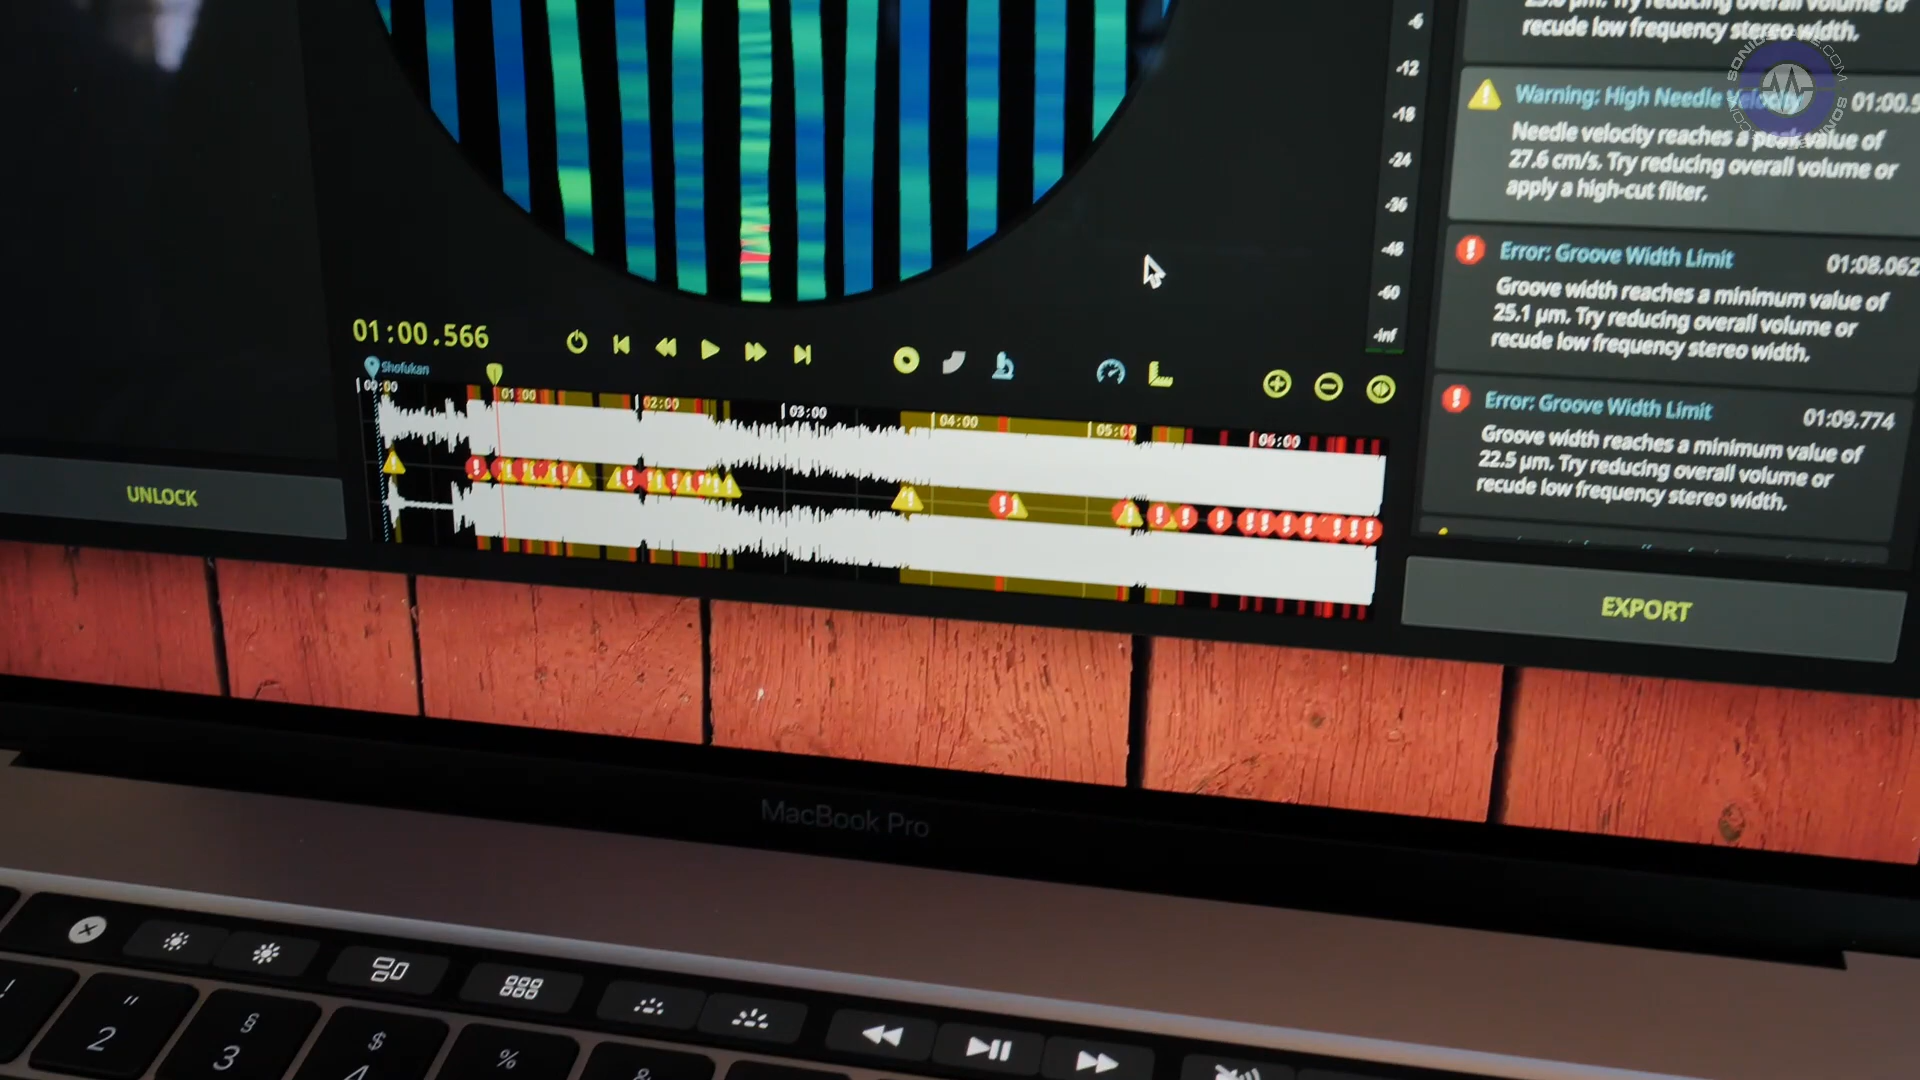 recude low frequency stereo width.
Warning: High Needle Velocity
Needle velocity reaches a peak value of
27.6 cm/s. Try reducing overall volume or
apply a high-cut filter.
Error: Groove Width Limit 01:08.062
Groove width reaches a minimum value of
25.1 µm. Try reducing overall volume or
recude low frequency stereo width.
Error: Groove Width Limit 01:09.774
Groove width reaches a minimum value of
22.5 µm. Try reducing overall volume or
recude low frequency stereo width.
EXPORT
-6
-12
-18
-24
-36
-48
-60
-inf
01:00.566
Shofukan
00:00 01:00 02:00 03:00 04:00 05:00 06:00
UNLOCK
MacBook Pro
" § $ % &
2 3 4
SONICSTATE.COM